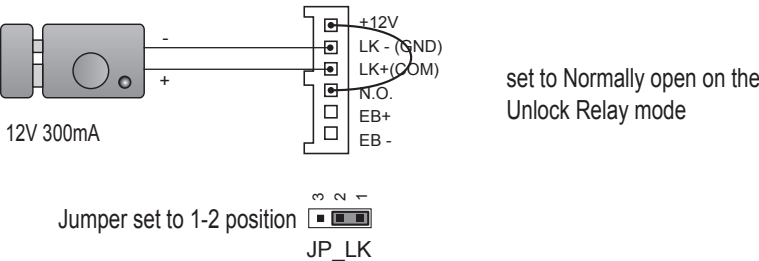 +12V
-
LK - (GND)
+
LK+(COM)
N.O.
EB+
EB -
12V 300mA
set to Normally open on the
Unlock Relay mode
3 2 1
Jumper set to 1-2 position
JP_LK